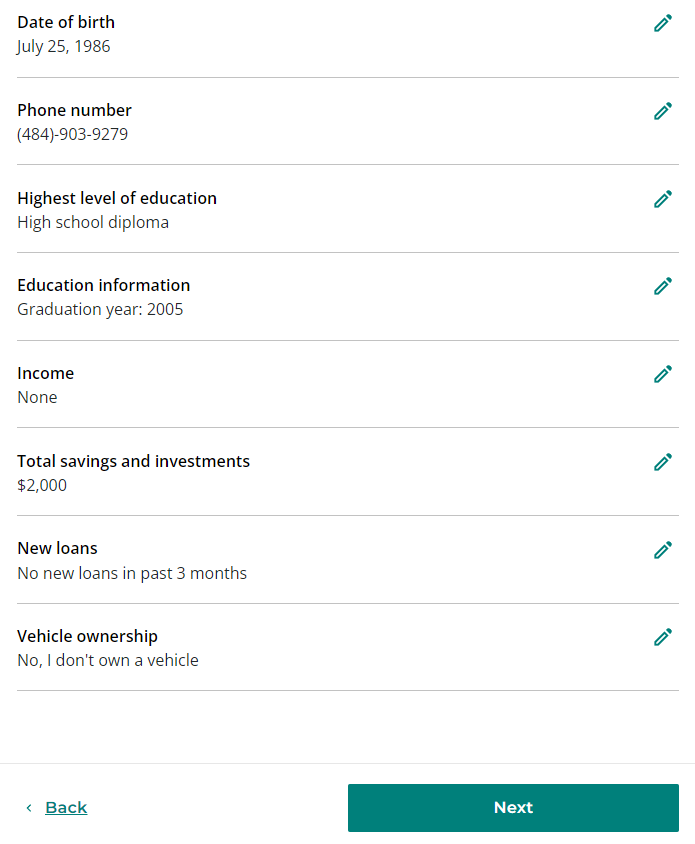 Date of birth
July 25, 1986
Phone number
(484)-903-9279
Highest level of education
High school diploma
Education information
Graduation year: 2005
Income
None
Total savings and investments
$2,000
New loans
No new loans in past 3 months
Vehicle ownership
No, I don't own a vehicle
Back
Next